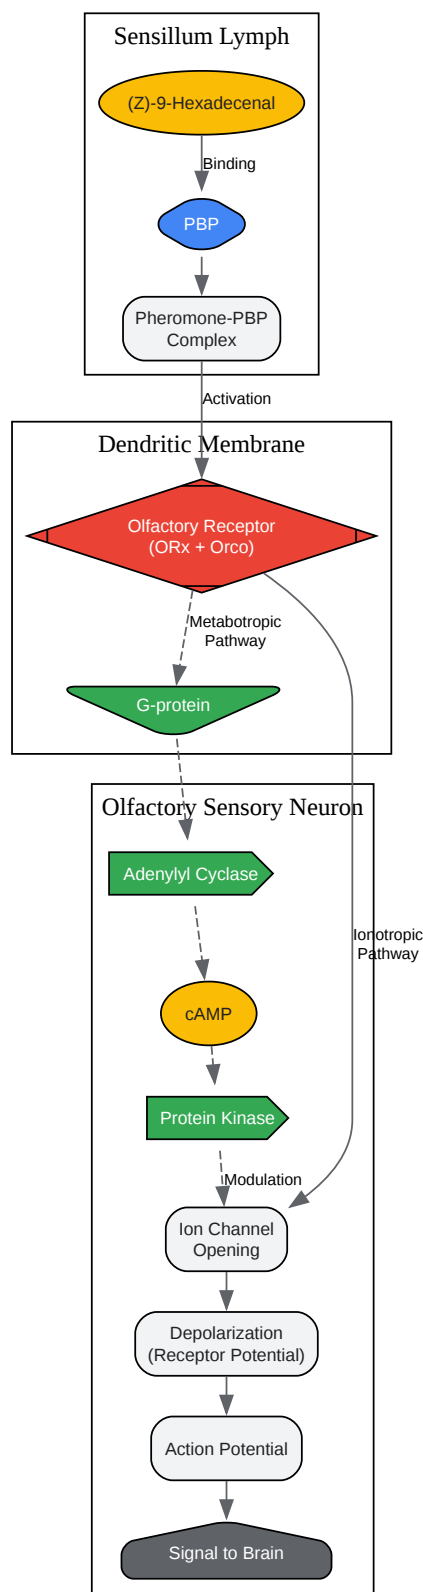 Sensillum Lymph
(Z)-9-Hexadecenal
Binding
PBP
Pheromone-PBP
Complex
Activation
Dendritic Membrane
Olfactory Receptor
(ORx + Orco)
Metabotropic
Pathway
G-protein
Olfactory Sensory Neuron
Adenylyl Cyclase
Ionotropic
Pathway
cAMP
Protein Kinase
Modulation
Ion Channel
Opening
Depolarization
(Receptor Potential)
Action Potential
Signal to Brain